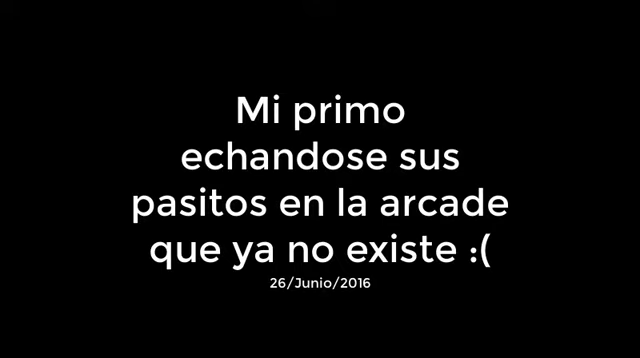 Mi primo
echandose sus
pasitos en la arcade
que ya no existe :(
26/Junio/2016